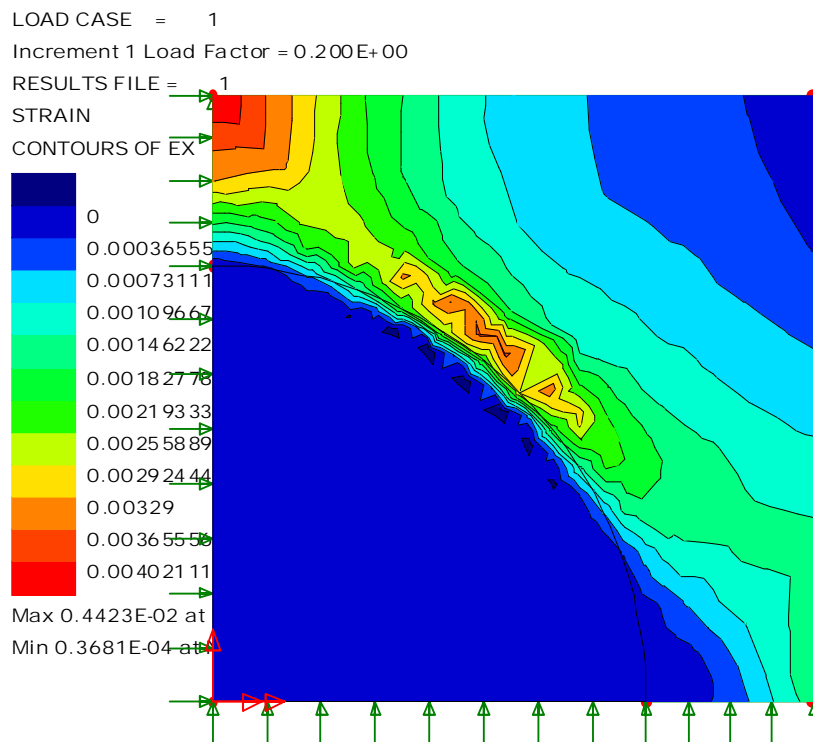 LOAD CASE = 1
Increment 1 Load Factor = 0.200E+00
RESULTS FILE = 1
STRAIN
CONTOURS OF EX
0
0.00036555
0.00073111
0.00109667
0.00146222
0.00182778
0.00219333
0.00255889
0.00292444
0.00329
0.00365556
0.00402111
Max 0.4423E-02 at
Min 0.3681E-04 at